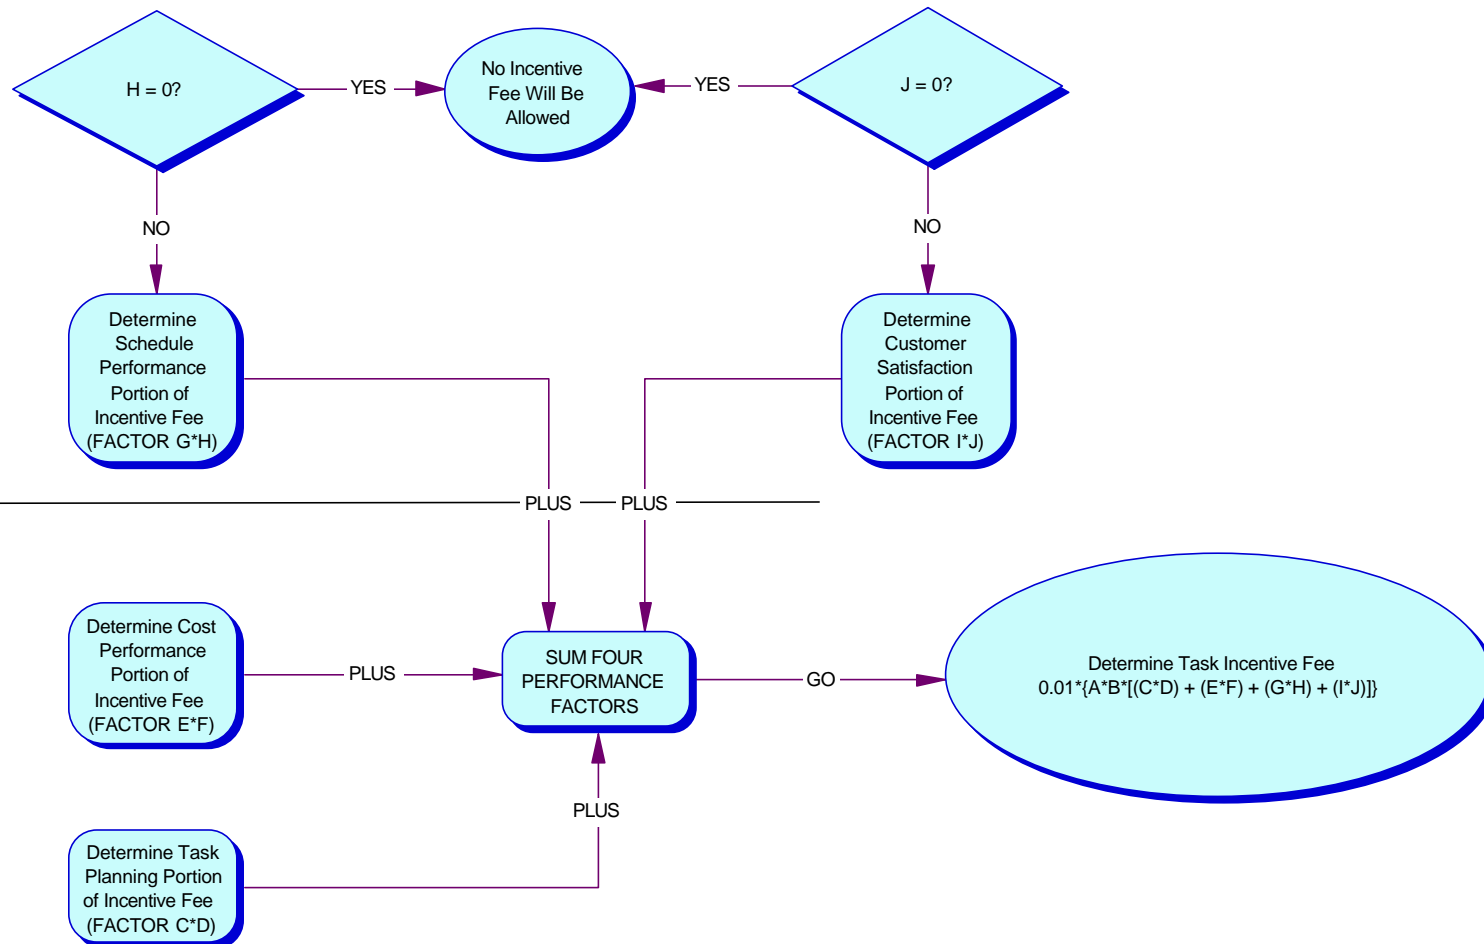 H = 0?
YES
No Incentive
Fee Will Be
Allowed
YES
J = 0?
NO
NO
Determine
Schedule
Performance
Portion of
Incentive Fee
(FACTOR G*H)
Determine
Customer
Satisfaction
Portion of
Incentive Fee
(FACTOR I*J)
PLUS
PLUS
Determine Cost
Performance
Portion of
Incentive Fee
(FACTOR E*F)
PLUS
SUM FOUR
PERFORMANCE
FACTORS
GO
Determine Task Incentive Fee
0.01*{A*B*[(C*D) + (E*F) + (G*H) + (I*J)]}
PLUS
Determine Task
Planning Portion
of Incentive Fee
(FACTOR C*D)